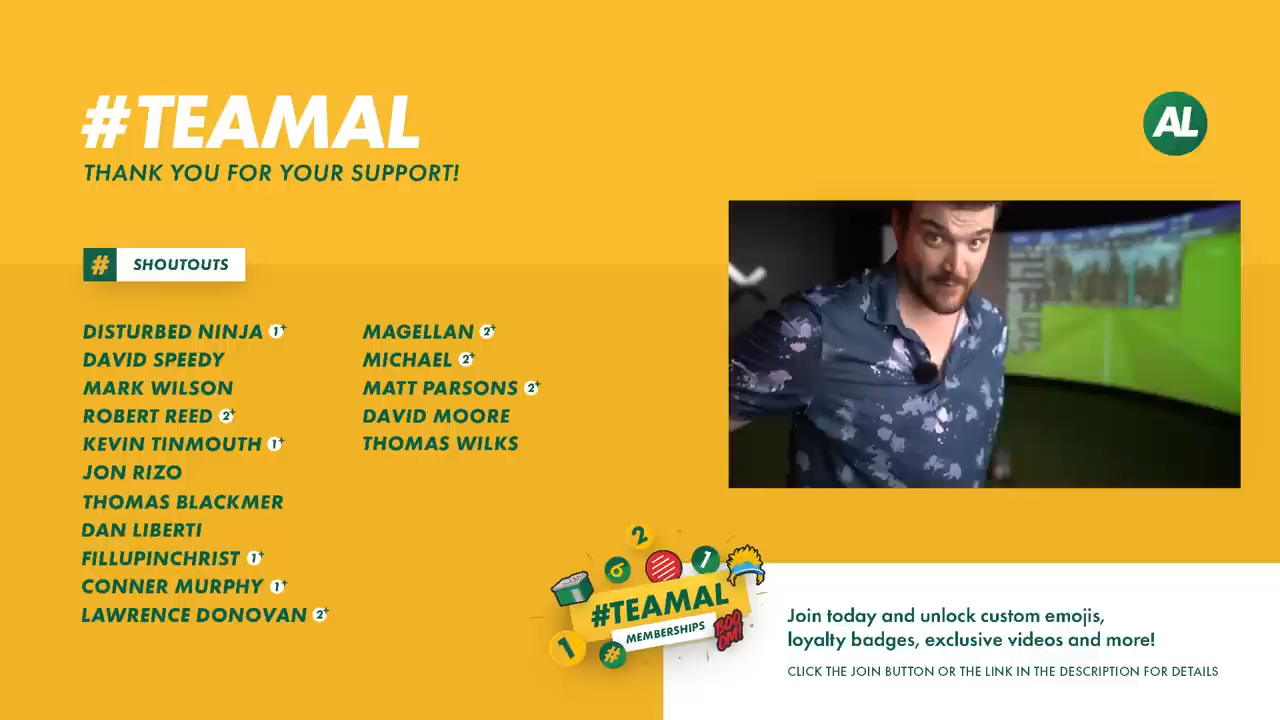 #TEAMAL
THANK YOU FOR YOUR SUPPORT!
AL
# SHOUTOUTS
DISTURBED NINJA 1+
DAVID SPEEDY
MARK WILSON
ROBERT REED 2+
KEVIN TINMOUTH 1+
JON RIZO
THOMAS BLACKMER
DAN LIBERTI
FILLUPINCHRIST 1+
CONNER MURPHY 1+
LAWRENCE DONOVAN 2+
MAGELLAN 2+
MICHAEL 2+
MATT PARSONS 2+
DAVID MOORE
THOMAS WILKS
2
6
1
#TEAMAL
MEMBERSHIPS
BOO
OM!
1
#
Join today and unlock custom emojis,
loyalty badges, exclusive videos and more!
CLICK THE JOIN BUTTON OR THE LINK IN THE DESCRIPTION FOR DETAILS